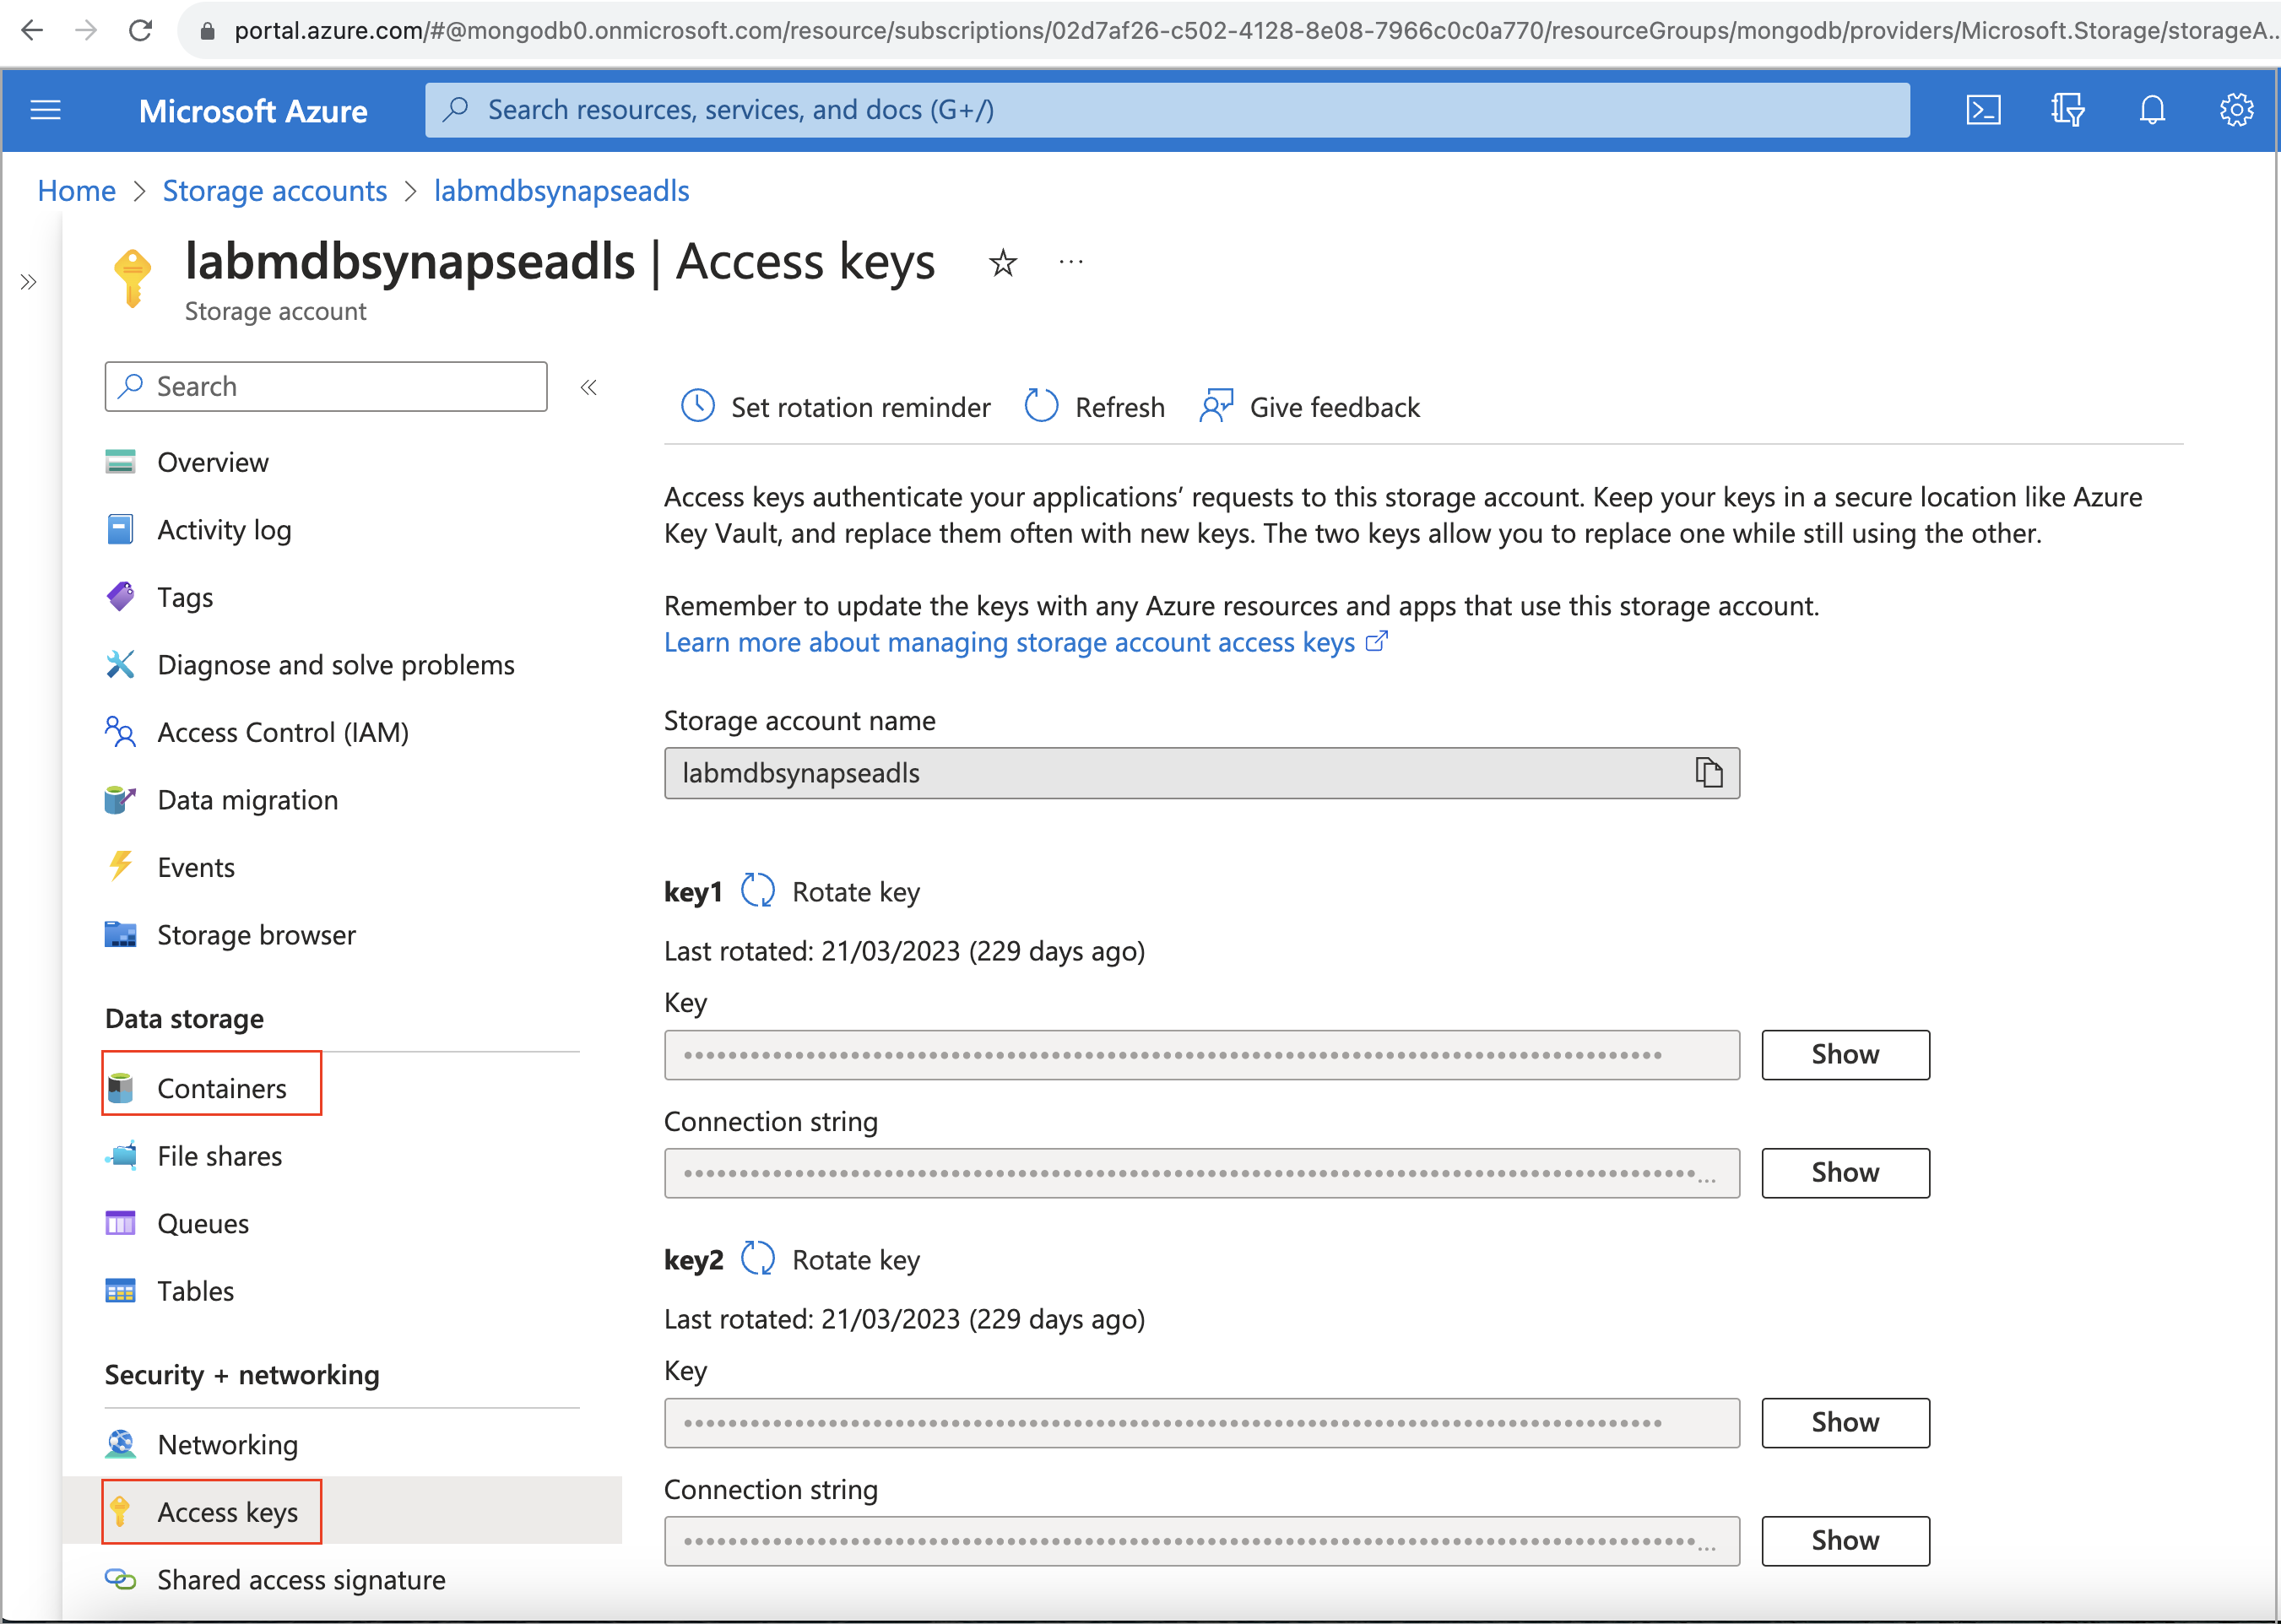 portal.azure.com/#@mongodb0.onmicrosoft.com/resource/subscriptions/02d7af26-c502-4128-8e08-7966c0c0a770/resourceGroups/mongodb/providers/Microsoft.Storage/storageA...
Microsoft Azure
Search resources, services, and docs (G+/)
Home > Storage accounts > labmdbsynapseadls
labmdbsynapseadls | Access keys
Storage account
Search
Overview
Activity log
Tags
Diagnose and solve problems
Access Control (IAM)
Data migration
Events
Storage browser
Data storage
Containers
File shares
Queues
Tables
Security + networking
Networking
Access keys
Shared access signature
Set rotation reminder
Refresh
Give feedback
Access keys authenticate your applications’ requests to this storage account. Keep your keys in a secure location like Azure
Key Vault, and replace them often with new keys. The two keys allow you to replace one while still using the other.
Remember to update the keys with any Azure resources and apps that use this storage account.
Learn more about managing storage account access keys
Storage account name
labmdbsynapseadls
key1 Rotate key
Last rotated: 21/03/2023 (229 days ago)
Key
Show
Connection string
Show
key2 Rotate key
Last rotated: 21/03/2023 (229 days ago)
Key
Show
Connection string
Show